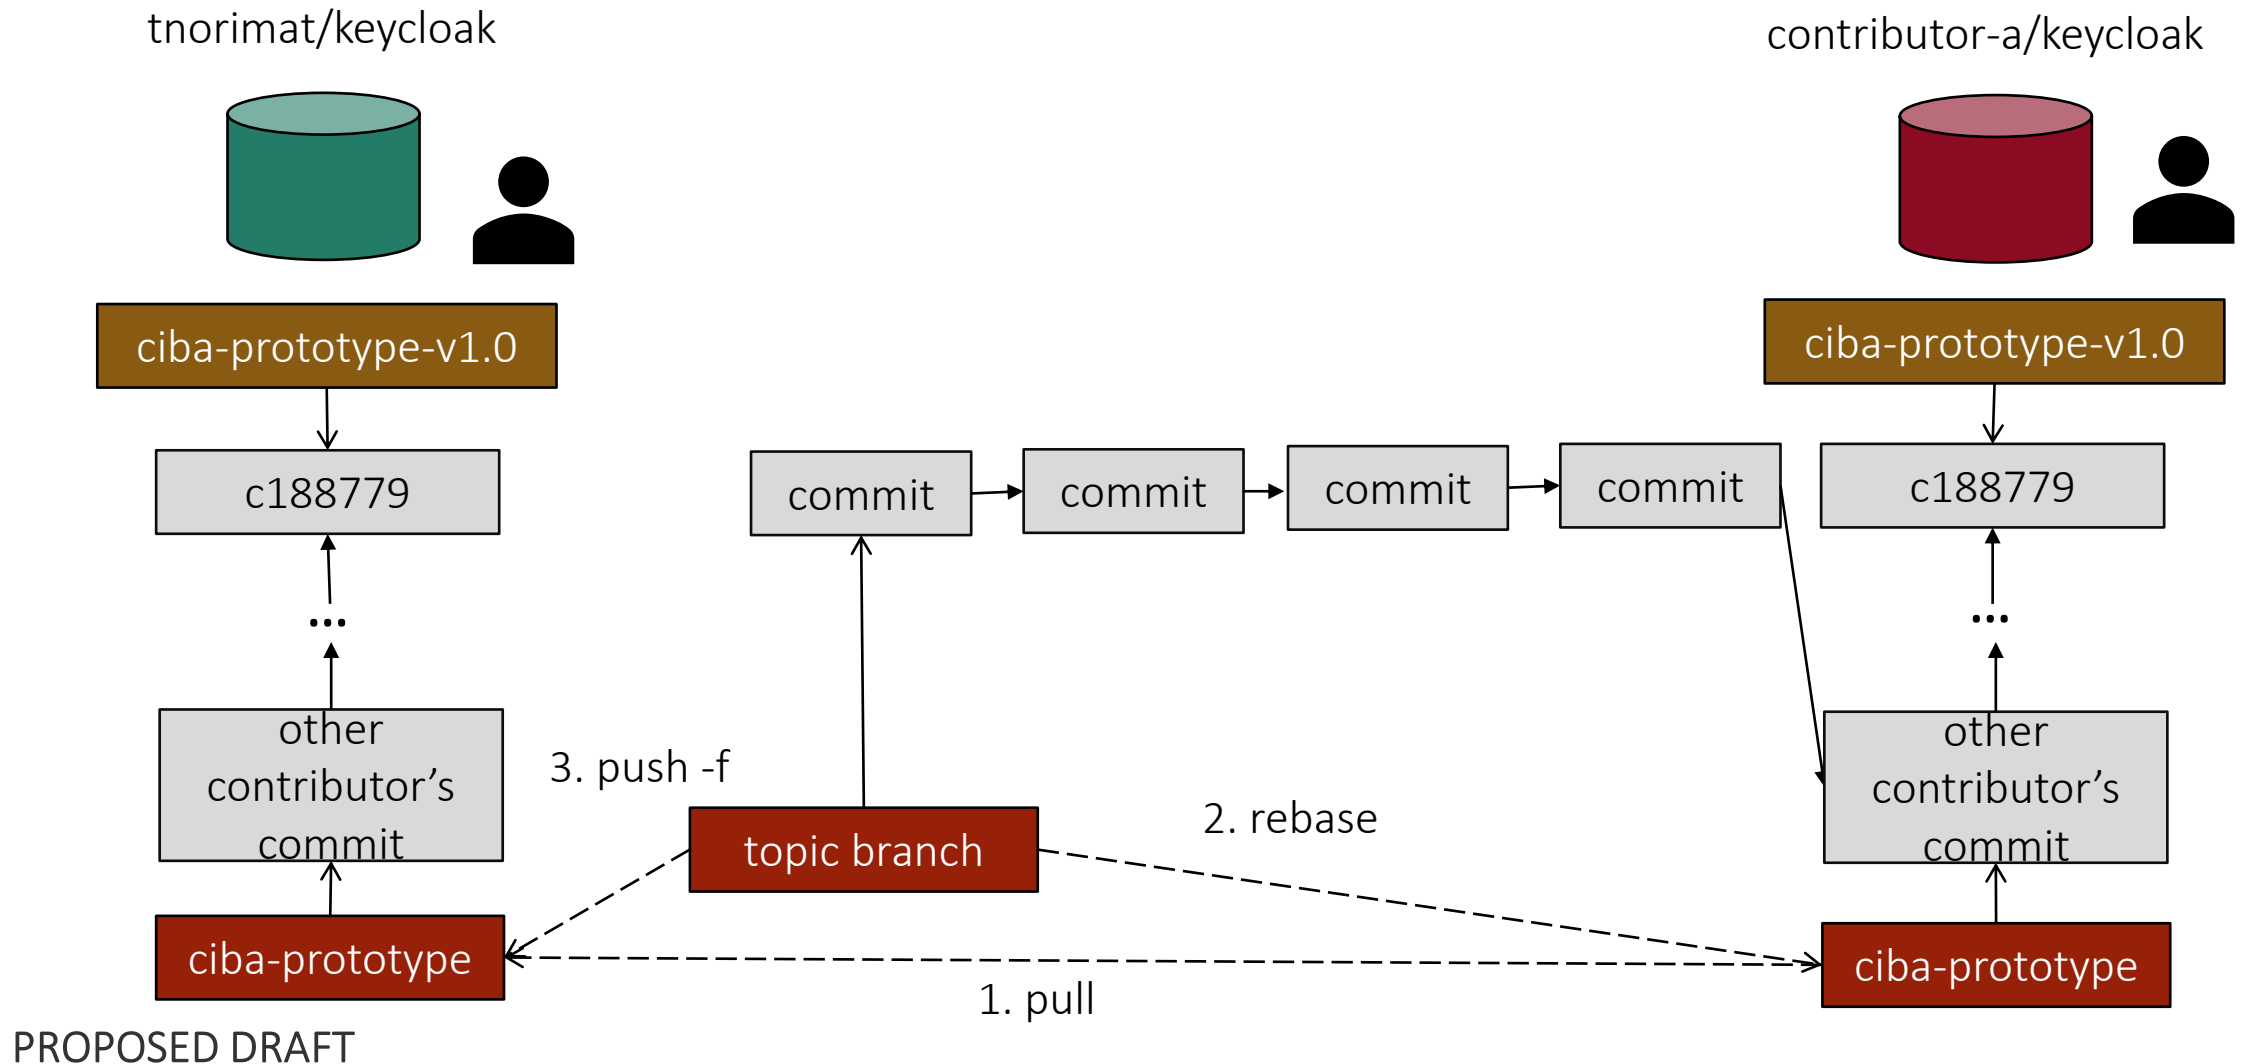 tnorimat/keycloak
contributor-a/keycloak
ciba-prototype-v1.0
ciba-prototype-v1.0
c188779
commit
commit
commit
commit
c188779
...
...
other
contributor’s
commit
3. push -f
topic branch
2. rebase
other
contributor’s
commit
ciba-prototype
1. pull
ciba-prototype
PROPOSED DRAFT